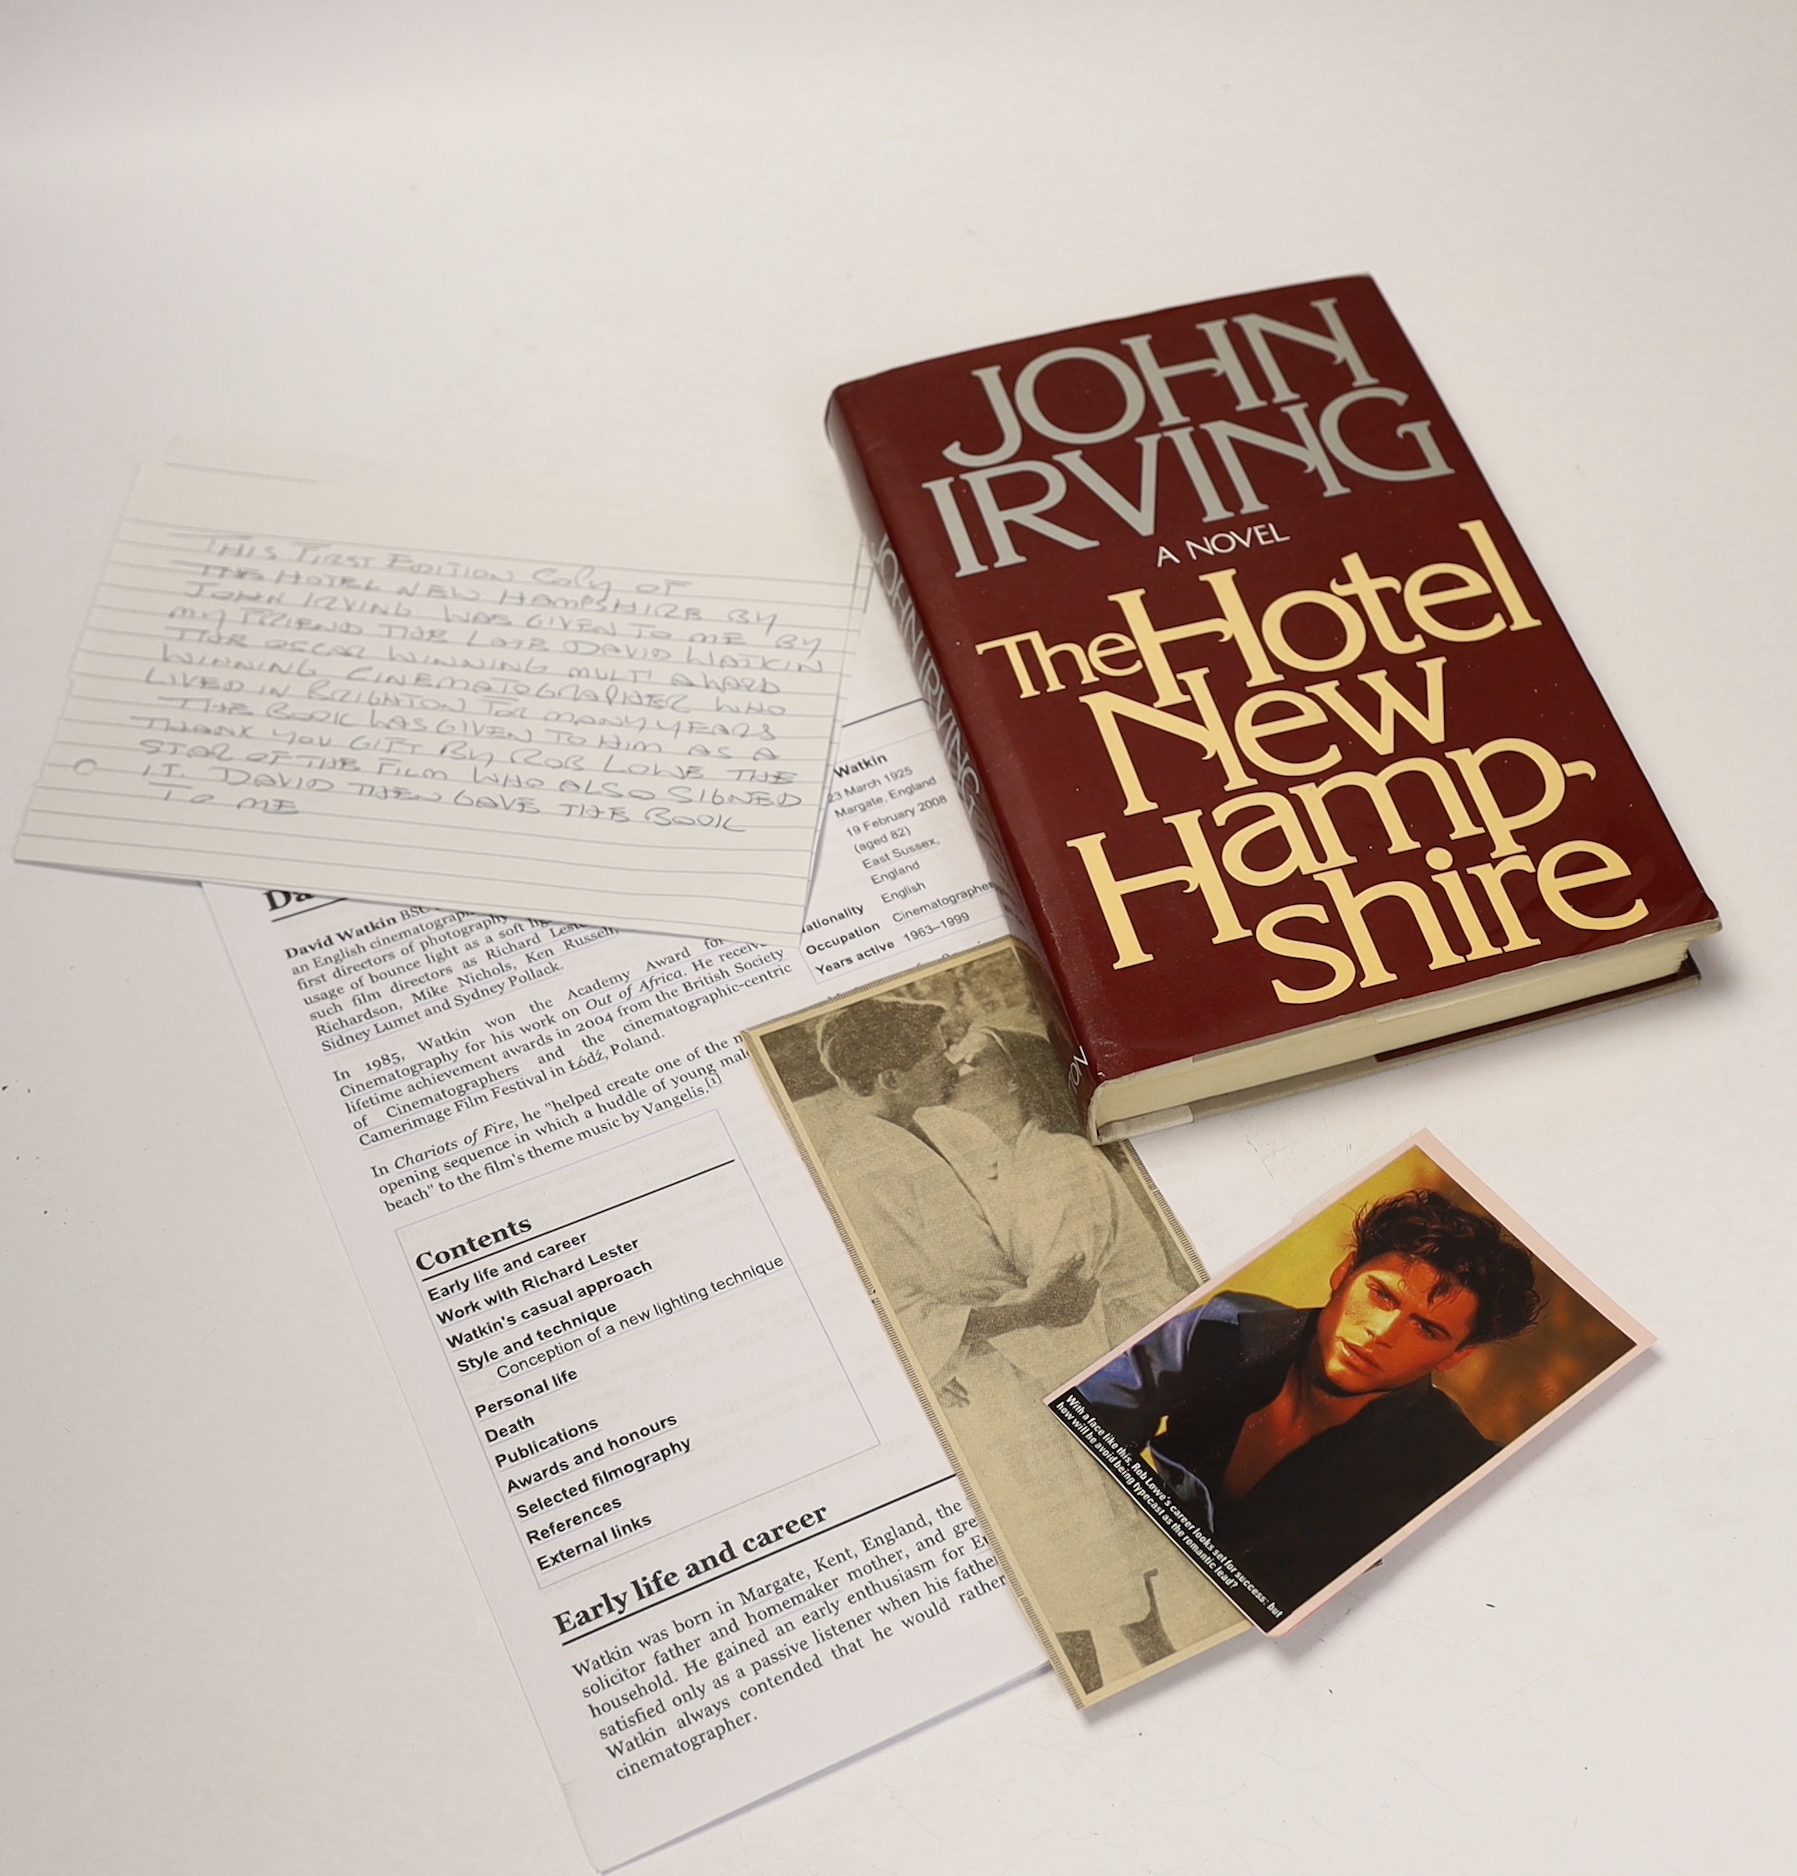 THIS FIRST EDITION COPY OF
THE HOTEL NEW HAMPSHIRE BY
JOHN IRVING WAS GIVEN TO ME BY
MY FRIEND THE LATE DAVID WATKIN
THE OSCAR WINNING MULTI AWARD
WINNING CINEMATOGRAPHER WHO
LIVED IN BRIGHTON FOR MANY YEARS
THE BOOK WAS GIVEN TO HIM AS A
THANK YOU GIFT BY ROB LOWE THE
STAR OF THE FILM WHO ALSO SIGNED
IT. DAVID THEN GAVE THE BOOK
TO ME
JOHN
IRVING
A NOVEL
The Hotel
New
Hamp-
shire
JOHN IRVING
Watkin
23 March 1925
Margate, England
19 February 2008
(aged 82)
East Sussex,
England
English
Occupation Cinematographer
Years active 1963–1999
David Watkin BSC
an English cinematograp
first directors of photography
usage of bounce light as a soft
such film directors as Richard Les
Richardson, Mike Nichols, Ken Russell,
Sidney Lumet and Sydney Pollack.
In 1985, Watkin won the Academy Award for
Cinematography for his work on Out of Africa. He receive
lifetime achievement awards in 2004 from the British Society
of Cinematographers and the cinematographic-centric
Camerimage Film Festival in Łódź, Poland.
In Chariots of Fire, he "helped create one of the m
opening sequence in which a huddle of young male
beach" to the film's theme music by Vangelis.[1]
Contents
Early life and career
Work with Richard Lester
Watkin's casual approach
Style and technique
Conception of a new lighting technique
Personal life
Death
Publications
Awards and honours
Selected filmography
References
External links
Early life and career
Watkin was born in Margate, Kent, England, the
solicitor father and homemaker mother, and gre
household. He gained an early enthusiasm for E
satisfied only as a passive listener when his father
Watkin always contended that he would rather
cinematographer.
With a face like this, Rob Lowe's career looks set for success: but
how will he avoid being typecast as the romantic lead?